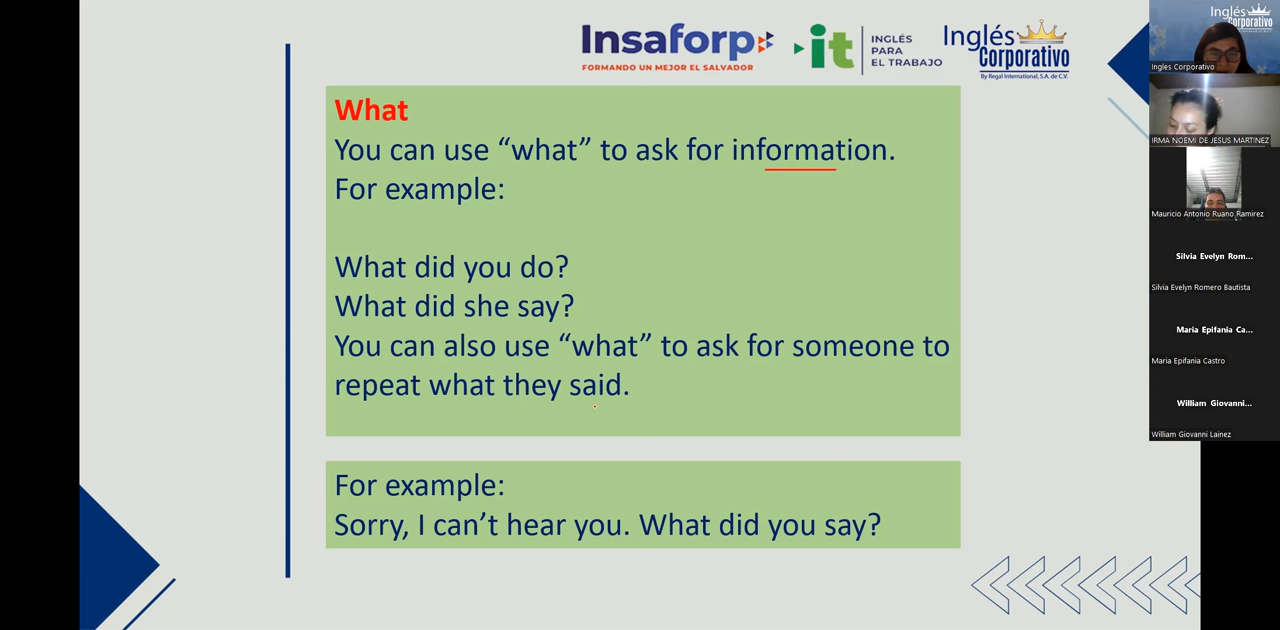 Insaforp
FORMANDO UN MEJOR EL SALVADOR
it
INGLÉS
PARA
EL TRABAJO
Inglés
Corporativo
By Regal International, S.A. de C.V.
What
You can use “what” to ask for information.
For example:
What did you do?
What did she say?
You can also use “what” to ask for someone to
repeat what they said.
For example:
Sorry, I can’t hear you. What did you say?
Inglés
Corporativo
Ingles Corporativo
IRMA NOEMI DE JESUS MARTINEZ
Mauricio Antonio Ruano Ramirez
Silvia Evelyn Rom...
Silvia Evelyn Romero Bautista
Maria Epifania Ca...
Maria Epifania Castro
William Giovanni...
William Giovanni Lainez